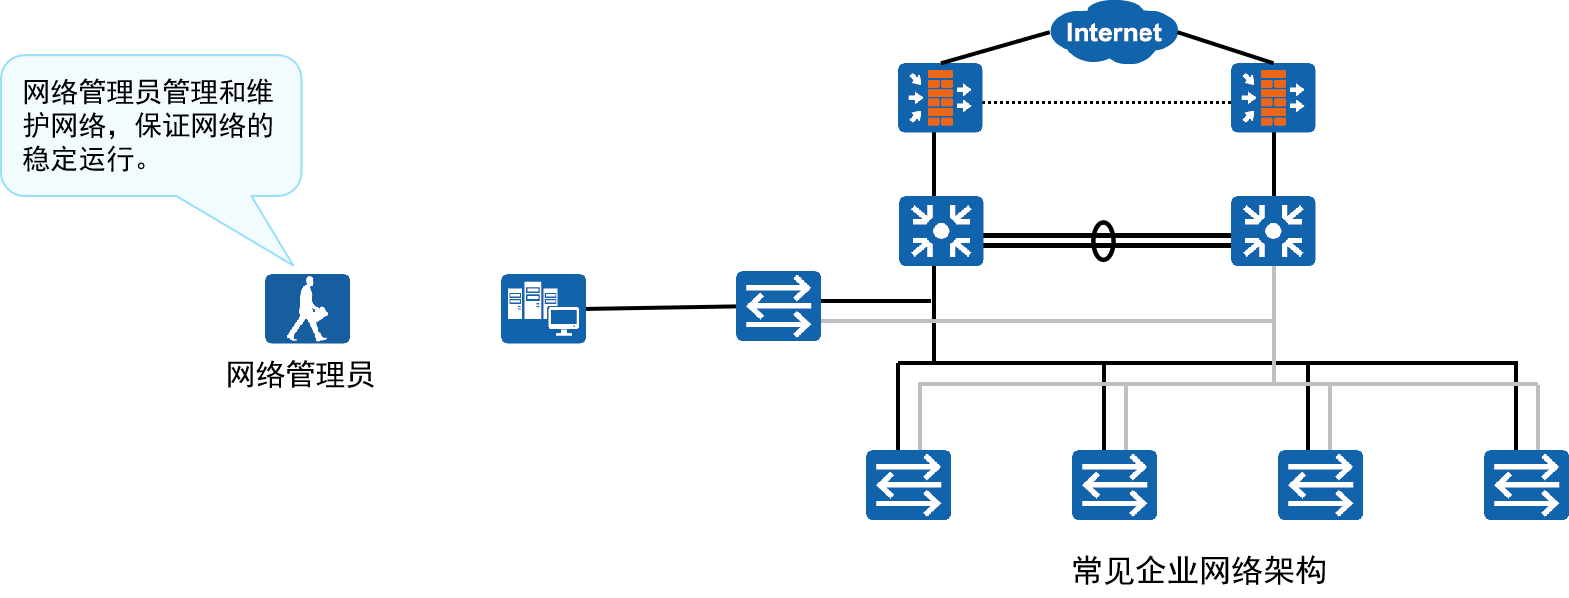 Internet
网络管理员管理和维
护网络，保证网络的
稳定运行。
网络管理员
常见企业网络架构